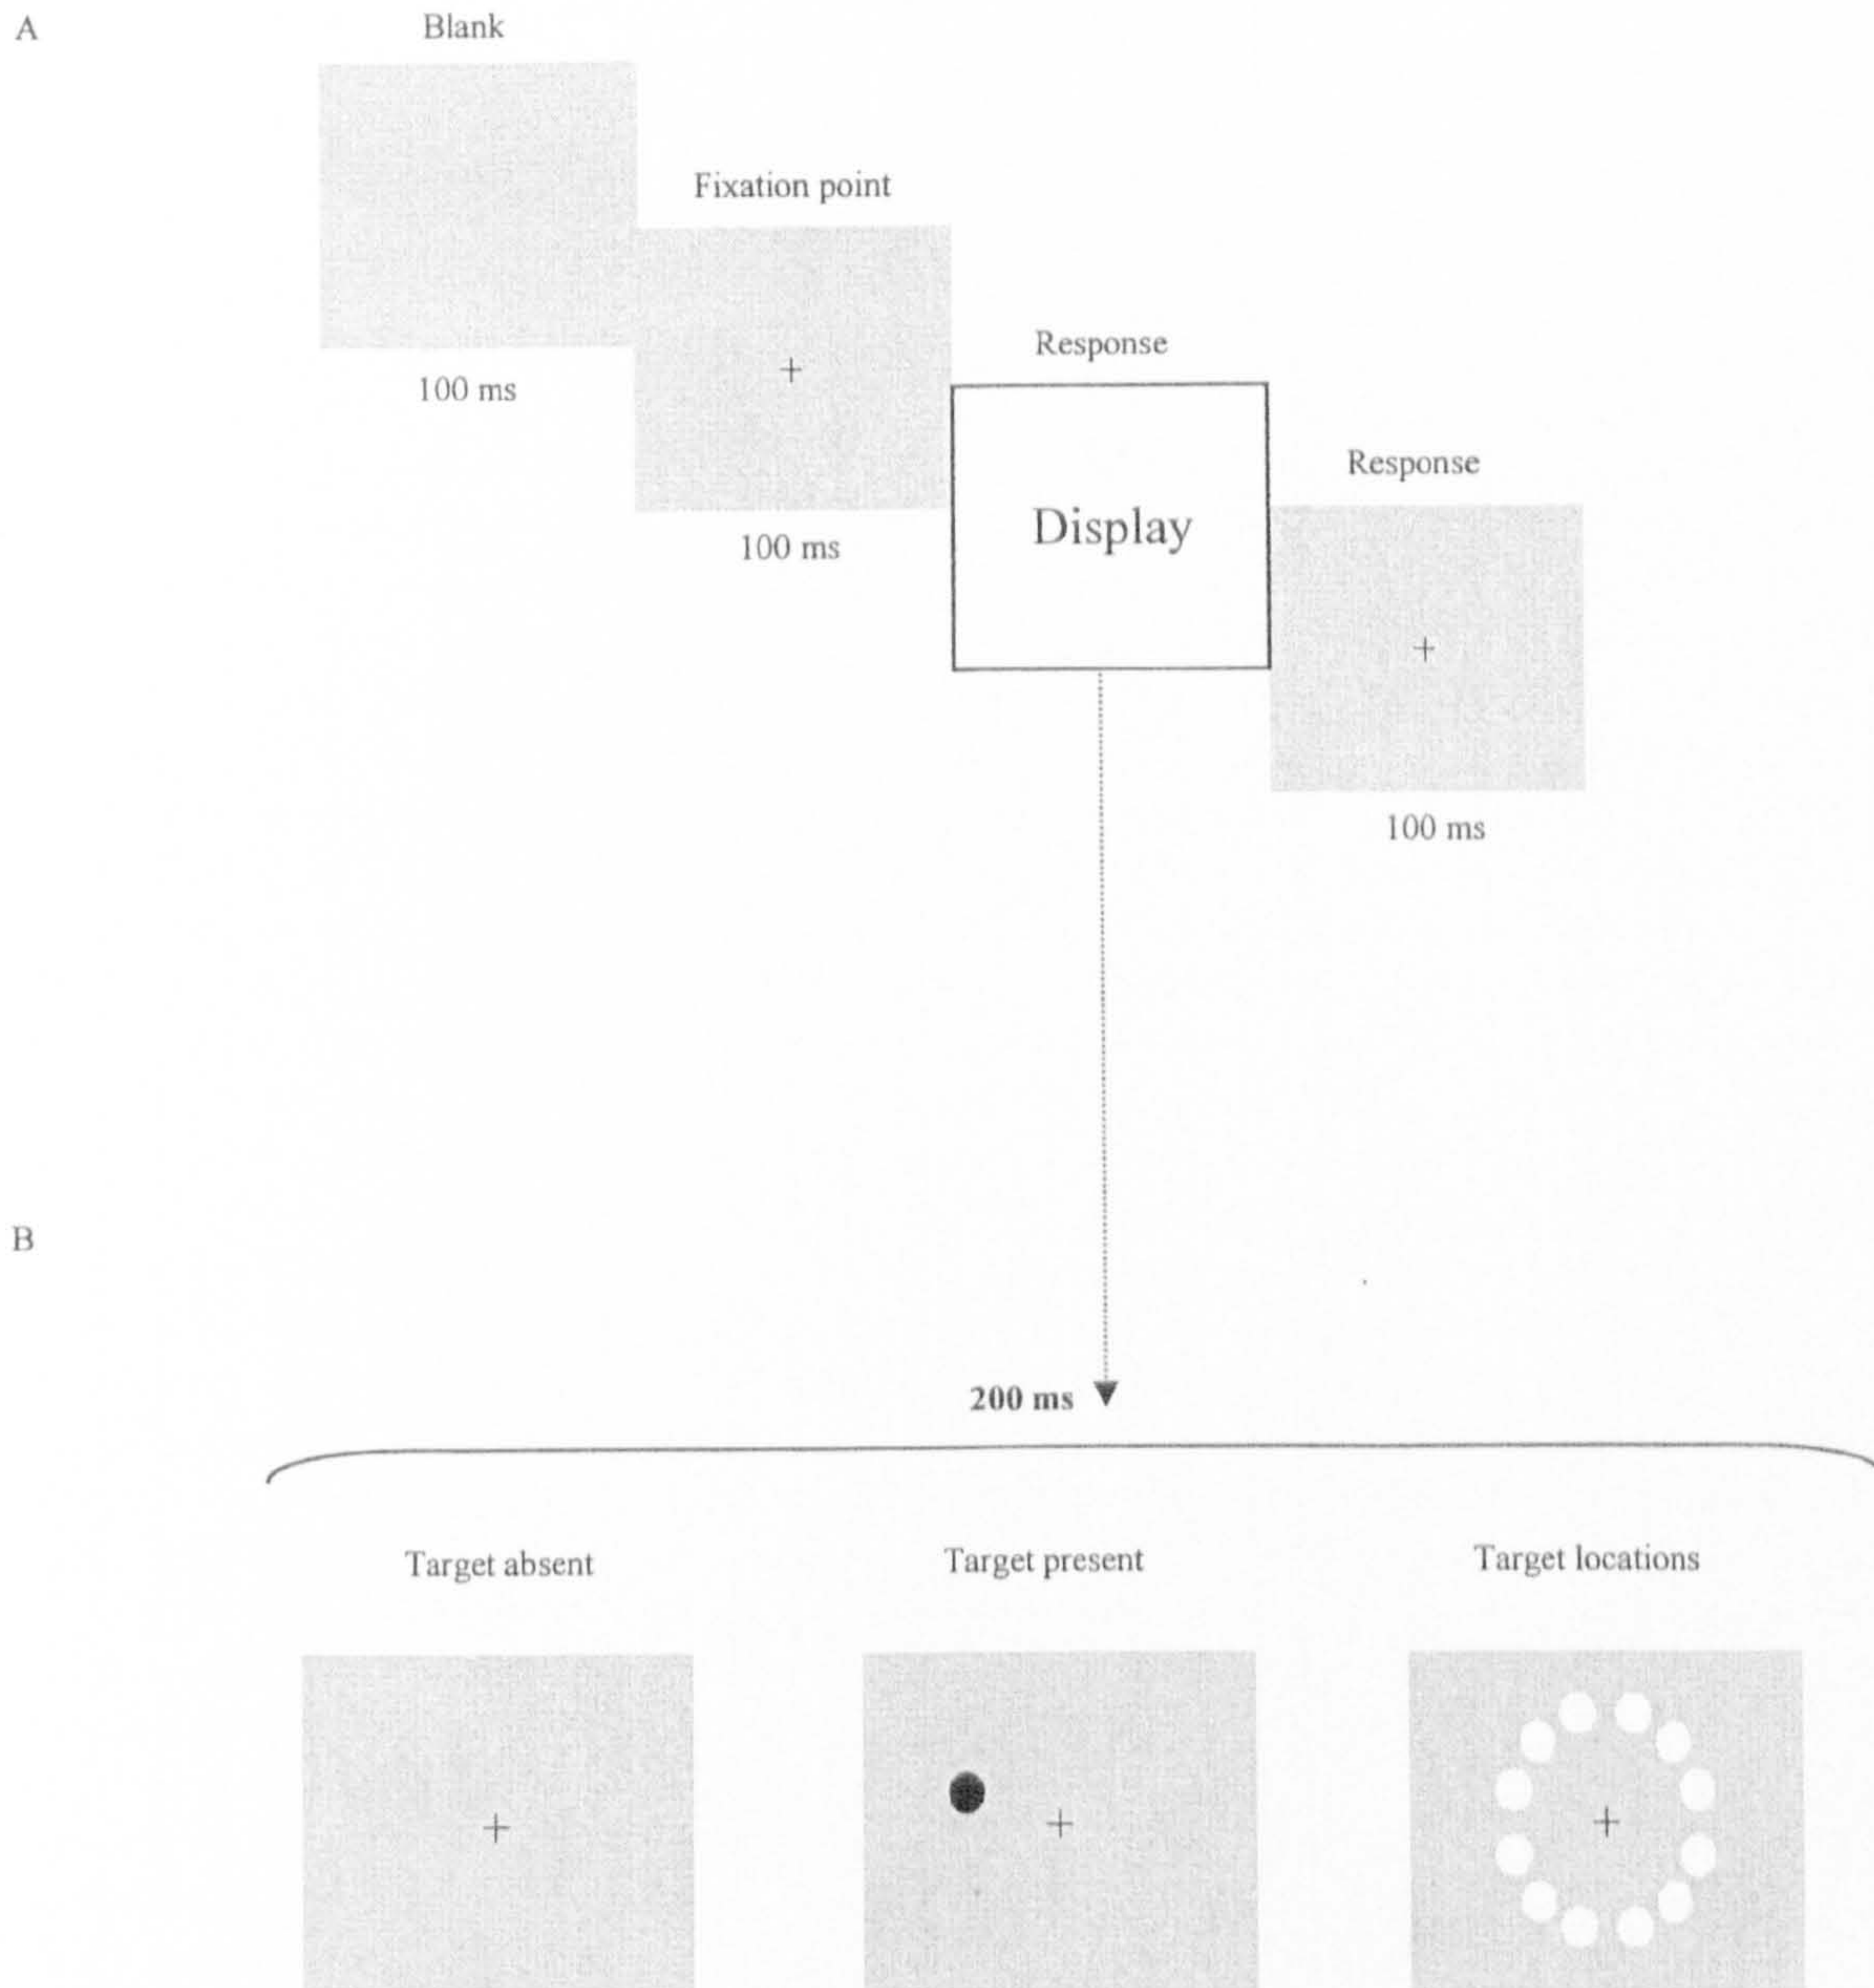 A
Blank
Fixation point
Response
100 ms
Response
Display
100 ms
100 ms
B
200 ms
Target absent
Target present
Target locations